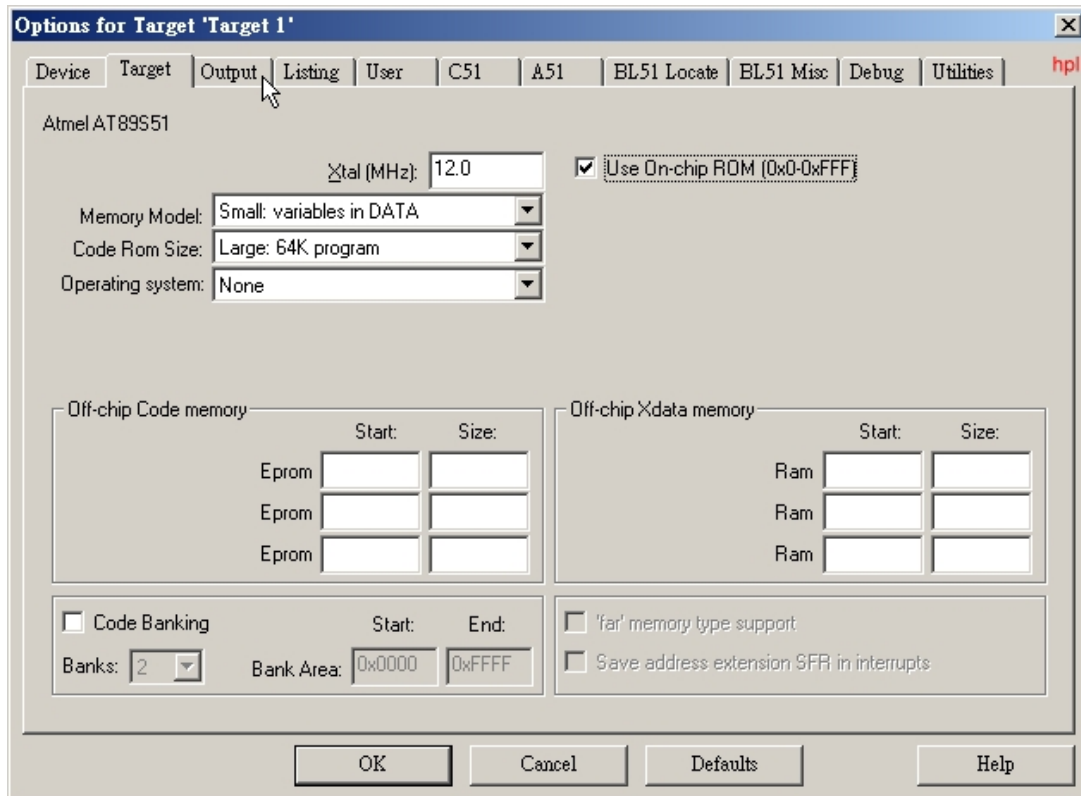 Options for Target 'Target 1'
Device Target Output Listing User C51 A51 BL51 Locate BL51 Misc Debug Utilities
hpl
Atmel AT89S51
Xtal (MHz): 12.0
Use On-chip ROM (0x0-0xFFF)
Memory Model: Small: variables in DATA
Code Rom Size: Large: 64K program
Operating system: None
Off-chip Code memory
Start: Size:
Eprom
Eprom
Eprom
Off-chip Xdata memory
Start: Size:
Ram
Ram
Ram
Code Banking Start: End:
Banks: 2 Bank Area: 0x0000 0xFFFF
'far' memory type support
Save address extension SFR in interrupts
OK Cancel Defaults Help